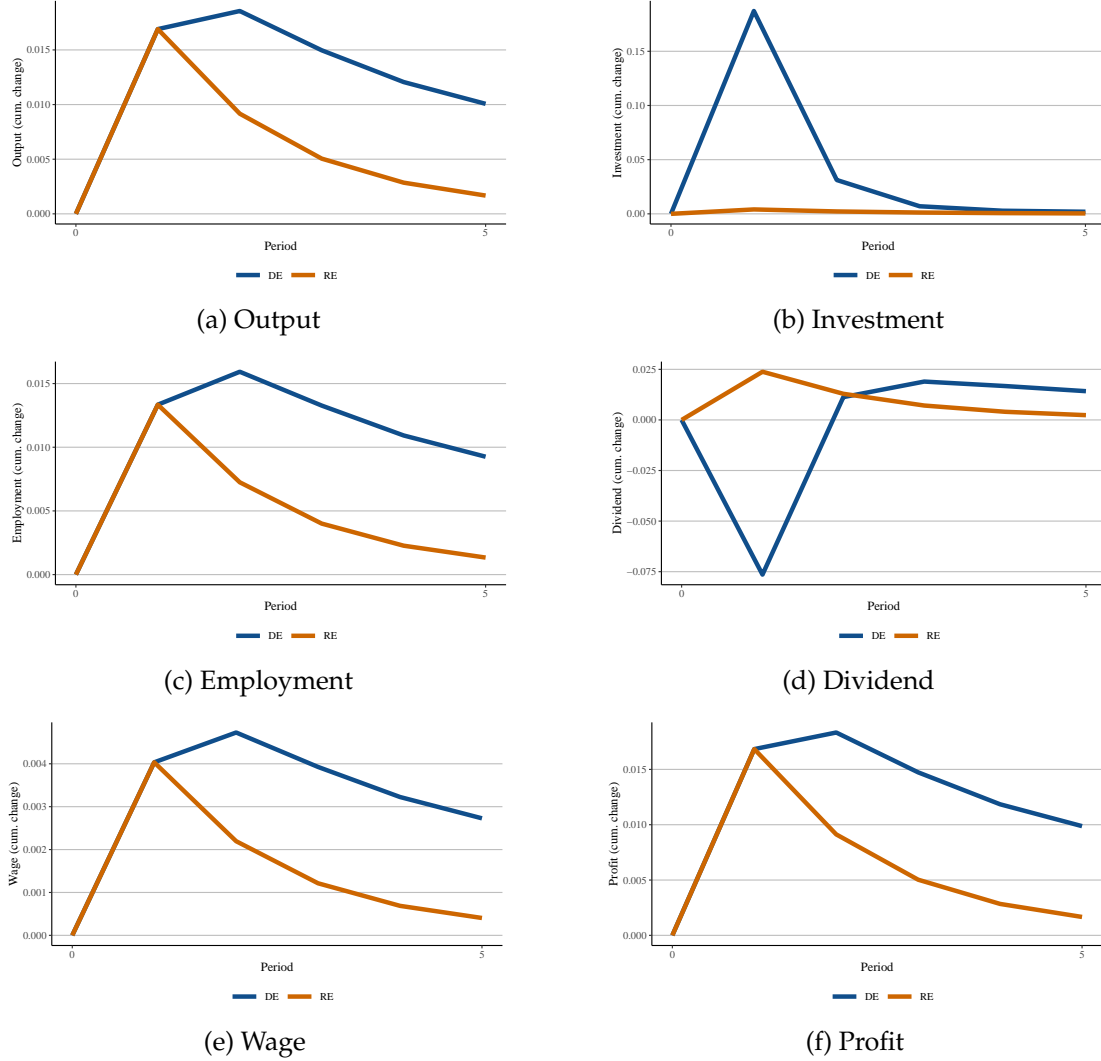 Output (cum. change)
0.015
0.010
0.005
0.000
0
5
Period
DE RE
(a) Output
Investment (cum. change)
0.15
0.10
0.05
0.00
0
5
Period
DE RE
(b) Investment
Employment (cum. change)
0.015
0.010
0.005
0.000
0
5
Period
DE RE
(c) Employment
Dividend (cum. change)
0.025
0.000
−0.025
−0.050
−0.075
0
5
Period
DE RE
(d) Dividend
Wage (cum. change)
0.004
0.003
0.002
0.001
0.000
0
5
Period
DE RE
(e) Wage
Profit (cum. change)
0.015
0.010
0.005
0.000
0
5
Period
DE RE
(f) Profit